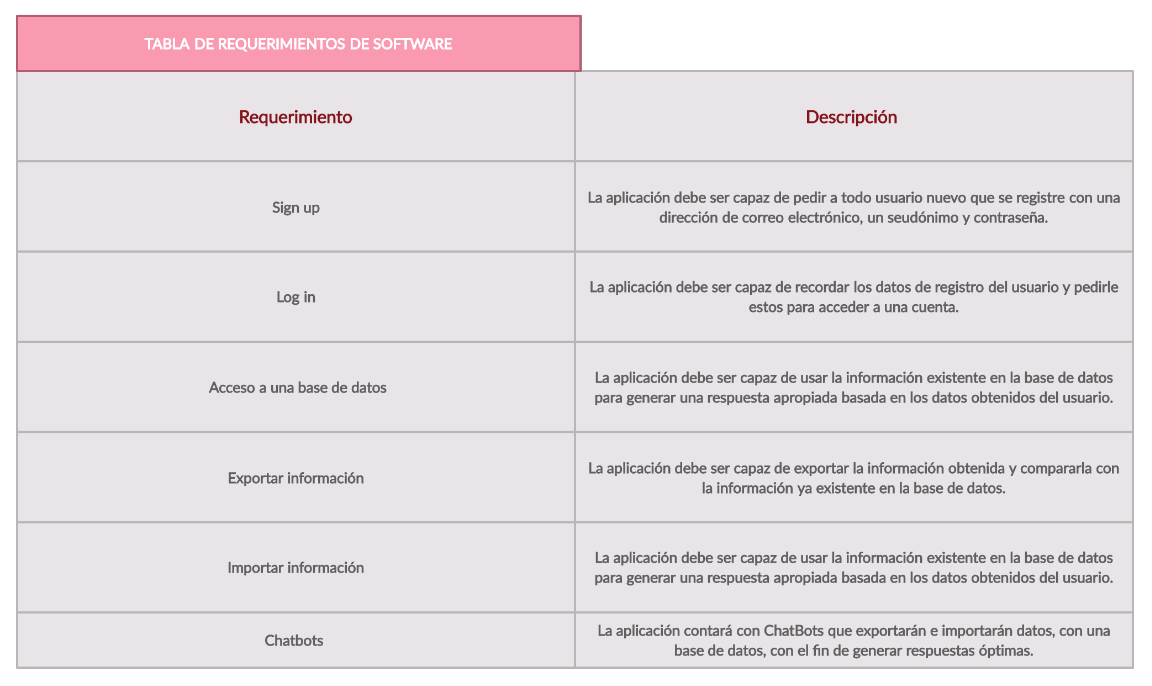 TABLA DE REQUERIMIENTOS DE SOFTWARE
Requerimiento
Descripción
Sign up
La aplicación debe ser capaz de pedir a todo usuario nuevo que se registre con una
dirección de correo electrónico, un seudónimo y contraseña.
Log in
La aplicación debe ser capaz de recordar los datos de registro del usuario y pedirle
estos para acceder a una cuenta.
Acceso a una base de datos
La aplicación debe ser capaz de usar la información existente en la base de datos
para generar una respuesta apropiada basada en los datos obtenidos del usuario.
Exportar información
La aplicación debe ser capaz de exportar la información obtenida y compararla con
la información ya existente en la base de datos.
Importar información
La aplicación debe ser capaz de usar la información existente en la base de datos
para generar una respuesta apropiada basada en los datos obtenidos del usuario.
Chatbots
La aplicación contará con ChatBots que exportarán e importarán datos, con una
base de datos, con el fin de generar respuestas óptimas.